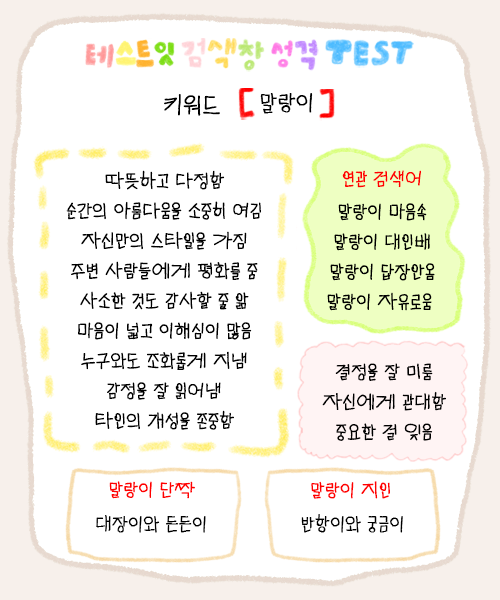 테스트잇 검색창 성격 TEST
키워드 [ 말랑이 ]
따뜻하고 다정함
순간의 아름다움을 소중히 여김
자신만의 스타일을 가짐
주변 사람들에게 평화를 줌
사소한 것도 감사할 줄 앎
마음이 넓고 이해심이 많음
누구와도 조화롭게 지냄
감정을 잘 읽어냄
타인의 개성을 존중함
연관 검색어
말랑이 마음속
말랑이 대인배
말랑이 답장안옴
말랑이 자유로움
결정을 잘 미룸
자신에게 관대함
중요한 걸 잊음
말랑이 단짝
대장이와 든든이
말랑이 지인
반항이와 궁금이